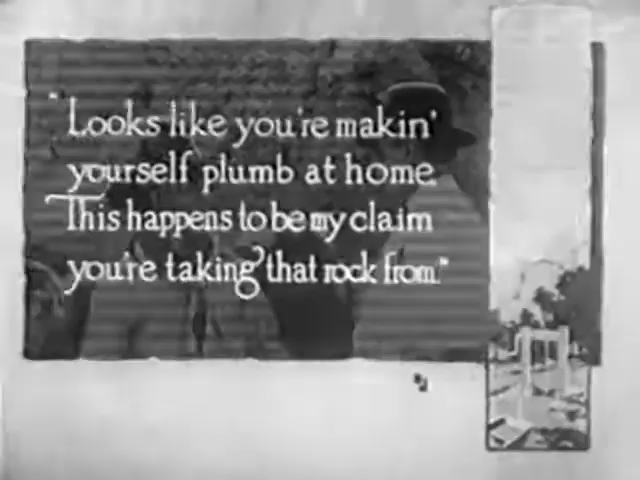 "Looks like you're makin'
yourself plumb at home.
This happens to be my claim
you're taking that rock from."